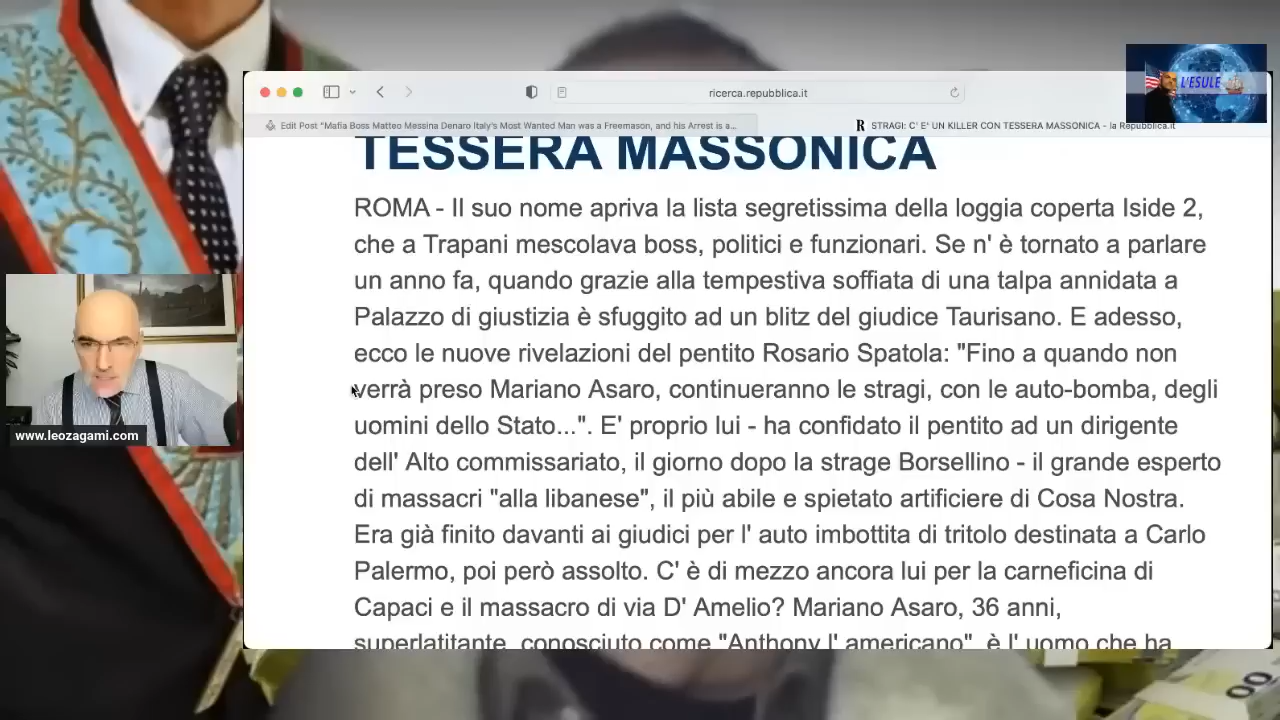 L'ESULE
ricerca.repubblica.it
Edit Post "Mafia Boss Matteo Messina Denaro Italy's Most Wanted Man was a Freemason, and his Arrest is a...
R STRAGI: C' E' UN KILLER CON TESSERA MASSONICA - la Repubblica.it
TESSERA MASSONICA
ROMA - Il suo nome apriva la lista segretissima della loggia coperta Iside 2,
che a Trapani mescolava boss, politici e funzionari. Se n' è tornato a parlare
un anno fa, quando grazie alla tempestiva soffiata di una talpa annidata a
Palazzo di giustizia è sfuggito ad un blitz del giudice Taurisano. E adesso,
ecco le nuove rivelazioni del pentito Rosario Spatola: "Fino a quando non
verrà preso Mariano Asaro, continueranno le stragi, con le auto-bomba, degli
uomini dello Stato...". E' proprio lui - ha confidato il pentito ad un dirigente
dell' Alto commissariato, il giorno dopo la strage Borsellino - il grande esperto
di massacri "alla libanese", il più abile e spietato artificiere di Cosa Nostra.
Era già finito davanti ai giudici per l' auto imbottita di tritolo destinata a Carlo
Palermo, poi però assolto. C' è di mezzo ancora lui per la carneficina di
Capaci e il massacro di via D' Amelio? Mariano Asaro, 36 anni,
superlatitante, conosciuto come "Anthony l' americano", è l' uomo che ha
www.leozagami.com
00